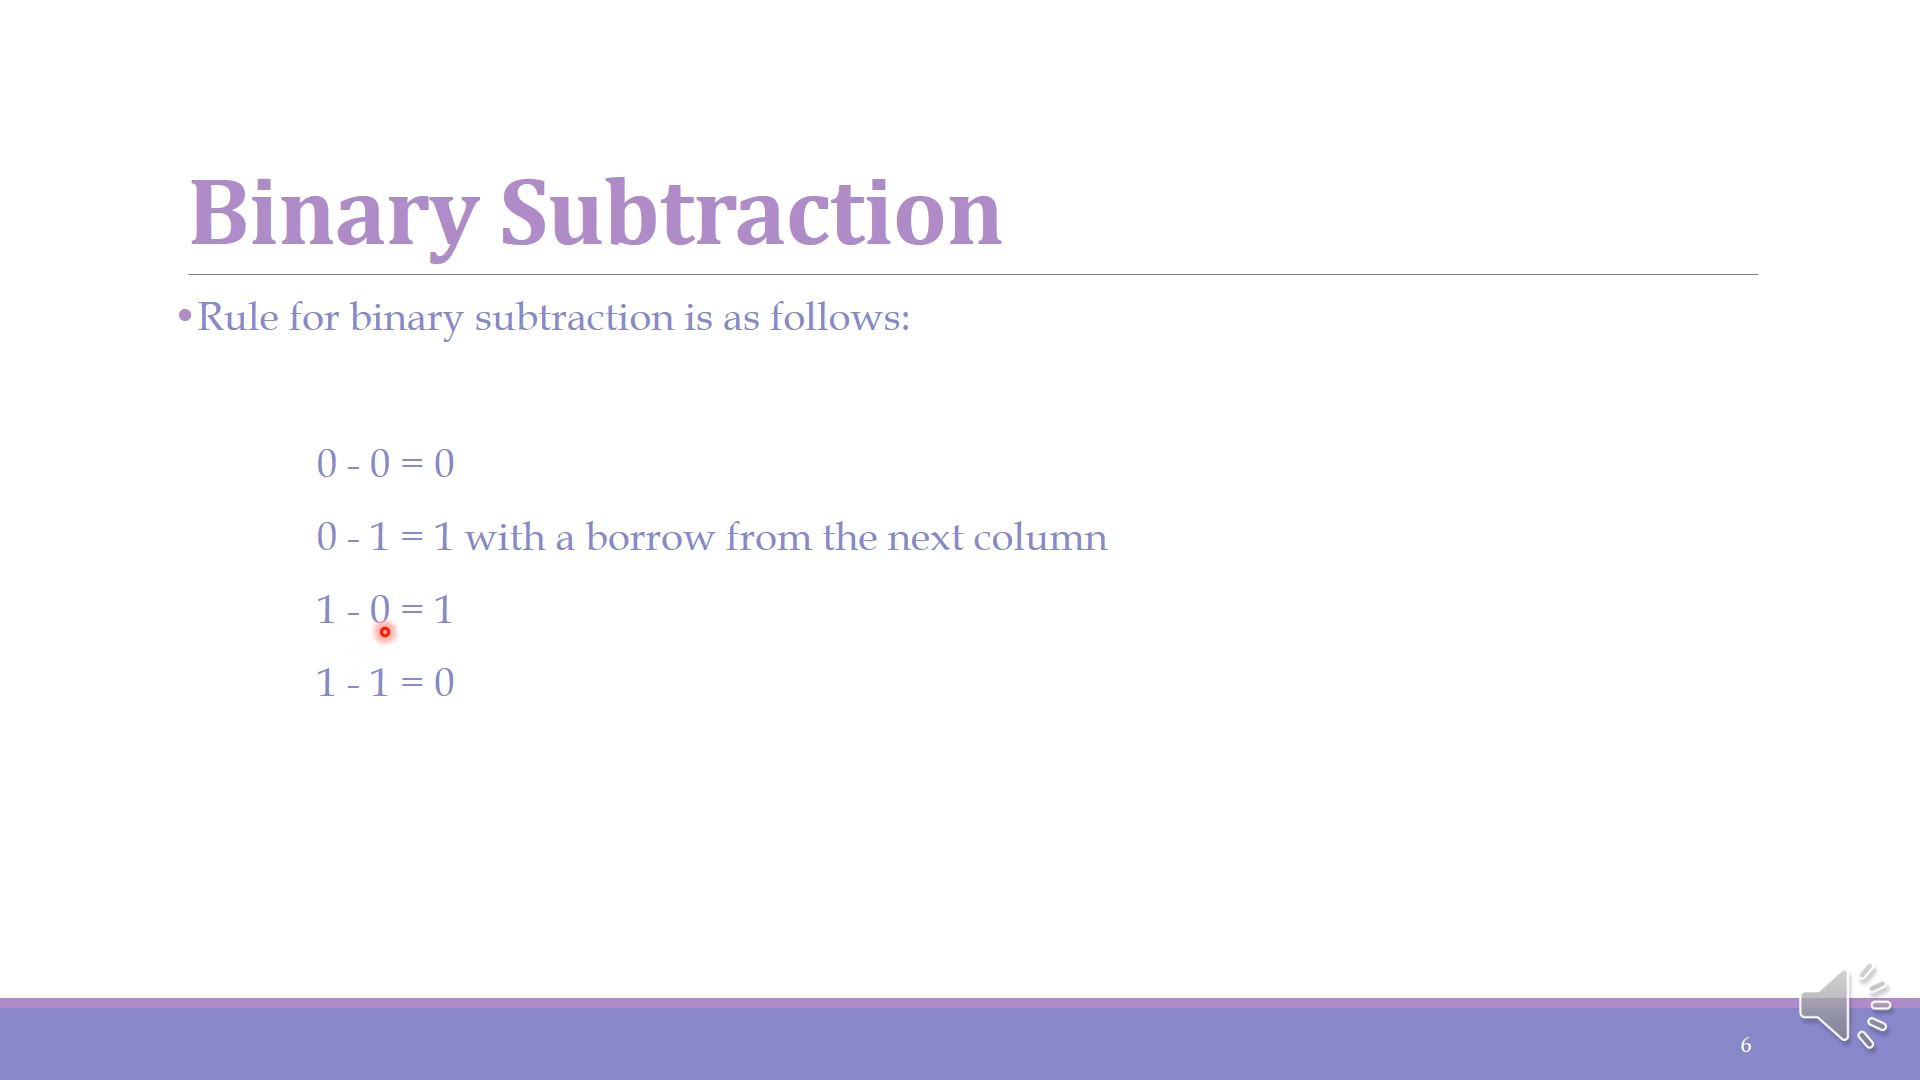 Binary Subtraction
•Rule for binary subtraction is as follows:
0 - 0 = 0
0 - 1 = 1 with a borrow from the next column
1 - 0 = 1
1 - 1 = 0
6